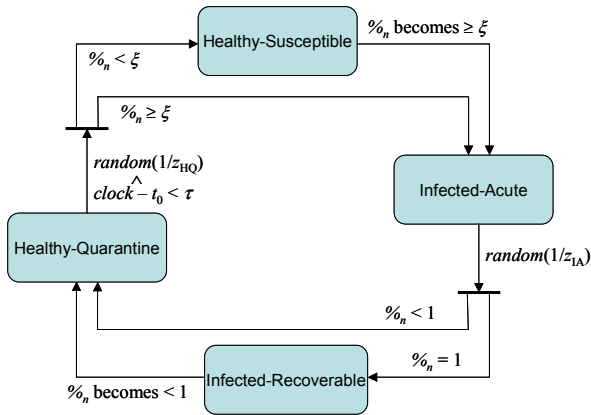 Healthy-Susceptible
%n becomes ≥ ξ
%n < ξ
%n ≥ ξ
random(1/zHQ)
^
clock – t0 < τ
Infected-Acute
Healthy-Quarantine
random(1/zIA)
%n < 1
%n = 1
Infected-Recoverable
%n becomes < 1